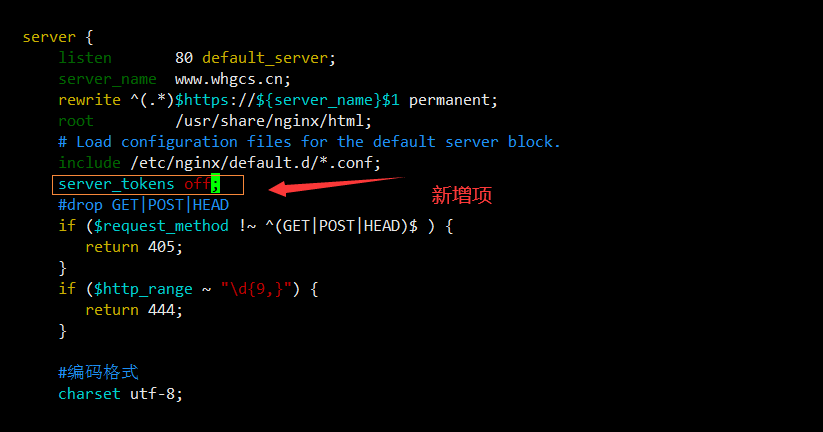 server {
    listen       80 default_server;
    server_name  www.whgcs.cn;
    rewrite ^(.*)$https://${server_name}$1 permanent;
    root         /usr/share/nginx/html;
    # Load configuration files for the default server block.
    include /etc/nginx/default.d/*.conf;
    server_tokens off;
新增项
    #drop GET|POST|HEAD
    if ($request_method !~ ^(GET|POST|HEAD)$ ) {
       return 405;
    }
    if ($http_range ~ "\d{9,}") {
       return 444;
    }
    #编码格式
    charset utf-8;